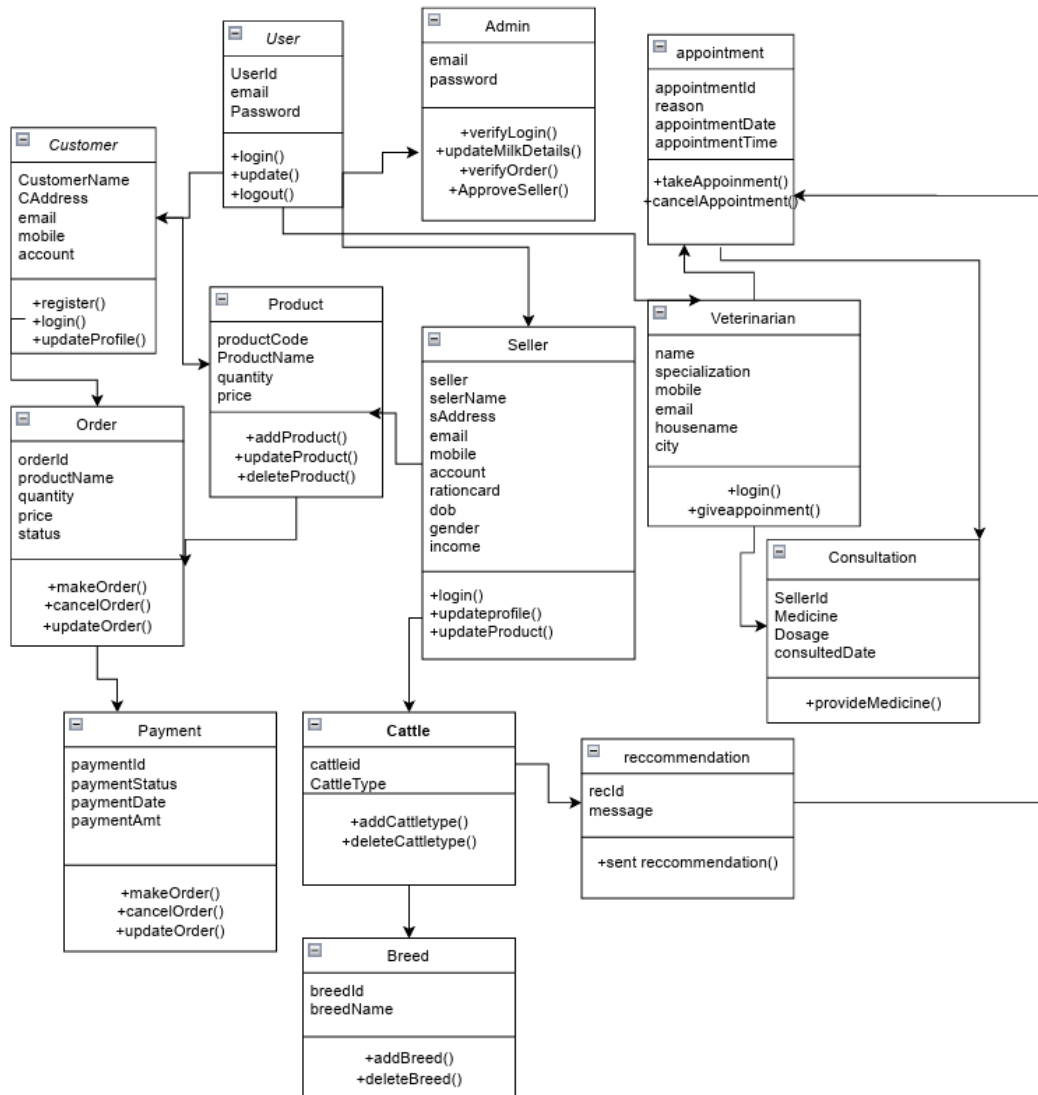 User
UserId
email
Password
+login()
+update()
+logout()
Admin
email
password
+verifyLogin()
+updateMilkDetails()
+verifyOrder()
+ApproveSeller()
appointment
appointmentId
reason
appointmentDate
appointmentTime
+takeAppoinment()
+cancelAppointment()
Customer
CustomerName
CAddress
email
mobile
account
+register()
+login()
+updateProfile()
Product
productCode
ProductName
quantity
price
+addProduct()
+updateProduct()
+deleteProduct()
Seller
seller
selerName
sAddress
email
mobile
account
rationcard
dob
gender
income
+login()
+updateprofile()
+updateProduct()
Veterinarian
name
specialization
mobile
email
housename
city
+login()
+giveappoinment()
Order
orderId
productName
quantity
price
status
+makeOrder()
+cancelOrder()
+updateOrder()
Consultation
SellerId
Medicine
Dosage
consultedDate
+provideMedicine()
Payment
paymentId
paymentStatus
paymentDate
paymentAmt
+makeOrder()
+cancelOrder()
+updateOrder()
Cattle
cattleid
CattleType
+addCattletype()
+deleteCattletype()
reccommendation
recId
message
+sent reccommendation()
Breed
breedId
breedName
+addBreed()
+deleteBreed()